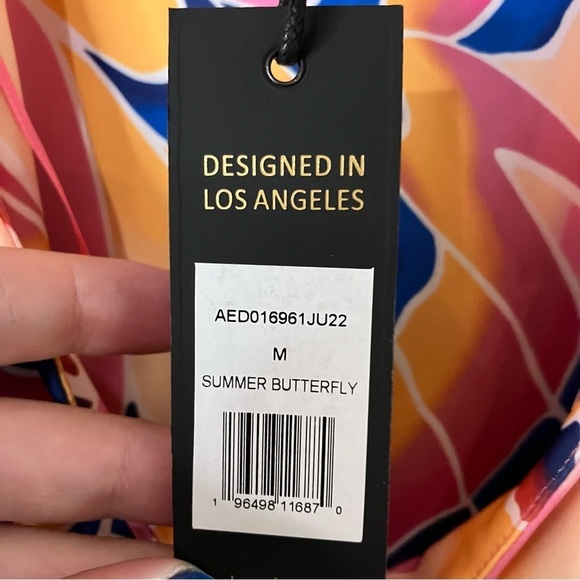 DESIGNED IN
LOS ANGELES
AED016961JU22
M
SUMMER BUTTERFLY
1 96498 11687 0